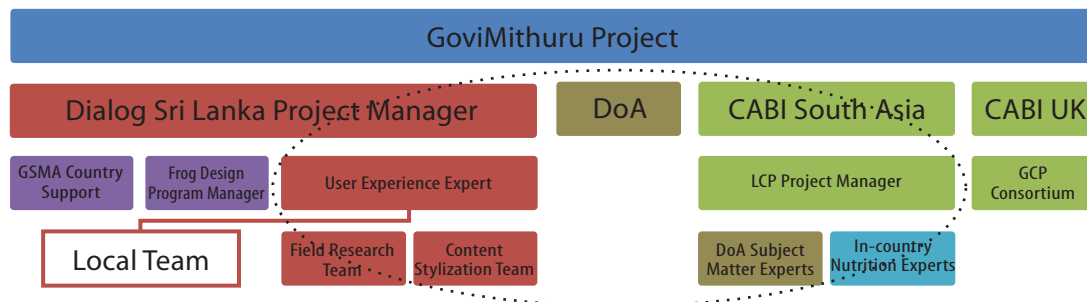 GoviMithuru Project
Dialog Sri Lanka Project Manager
DoA
CABI South Asia
CABI UK
GSMA Country
Support
Frog Design
Program Manager
User Experience Expert
LCP Project Manager
GCP
Consortium
Local Team
Field Research
Team
Content
Stylization Team
DoA Subject
Matter Experts
In-country
Nutrition Experts